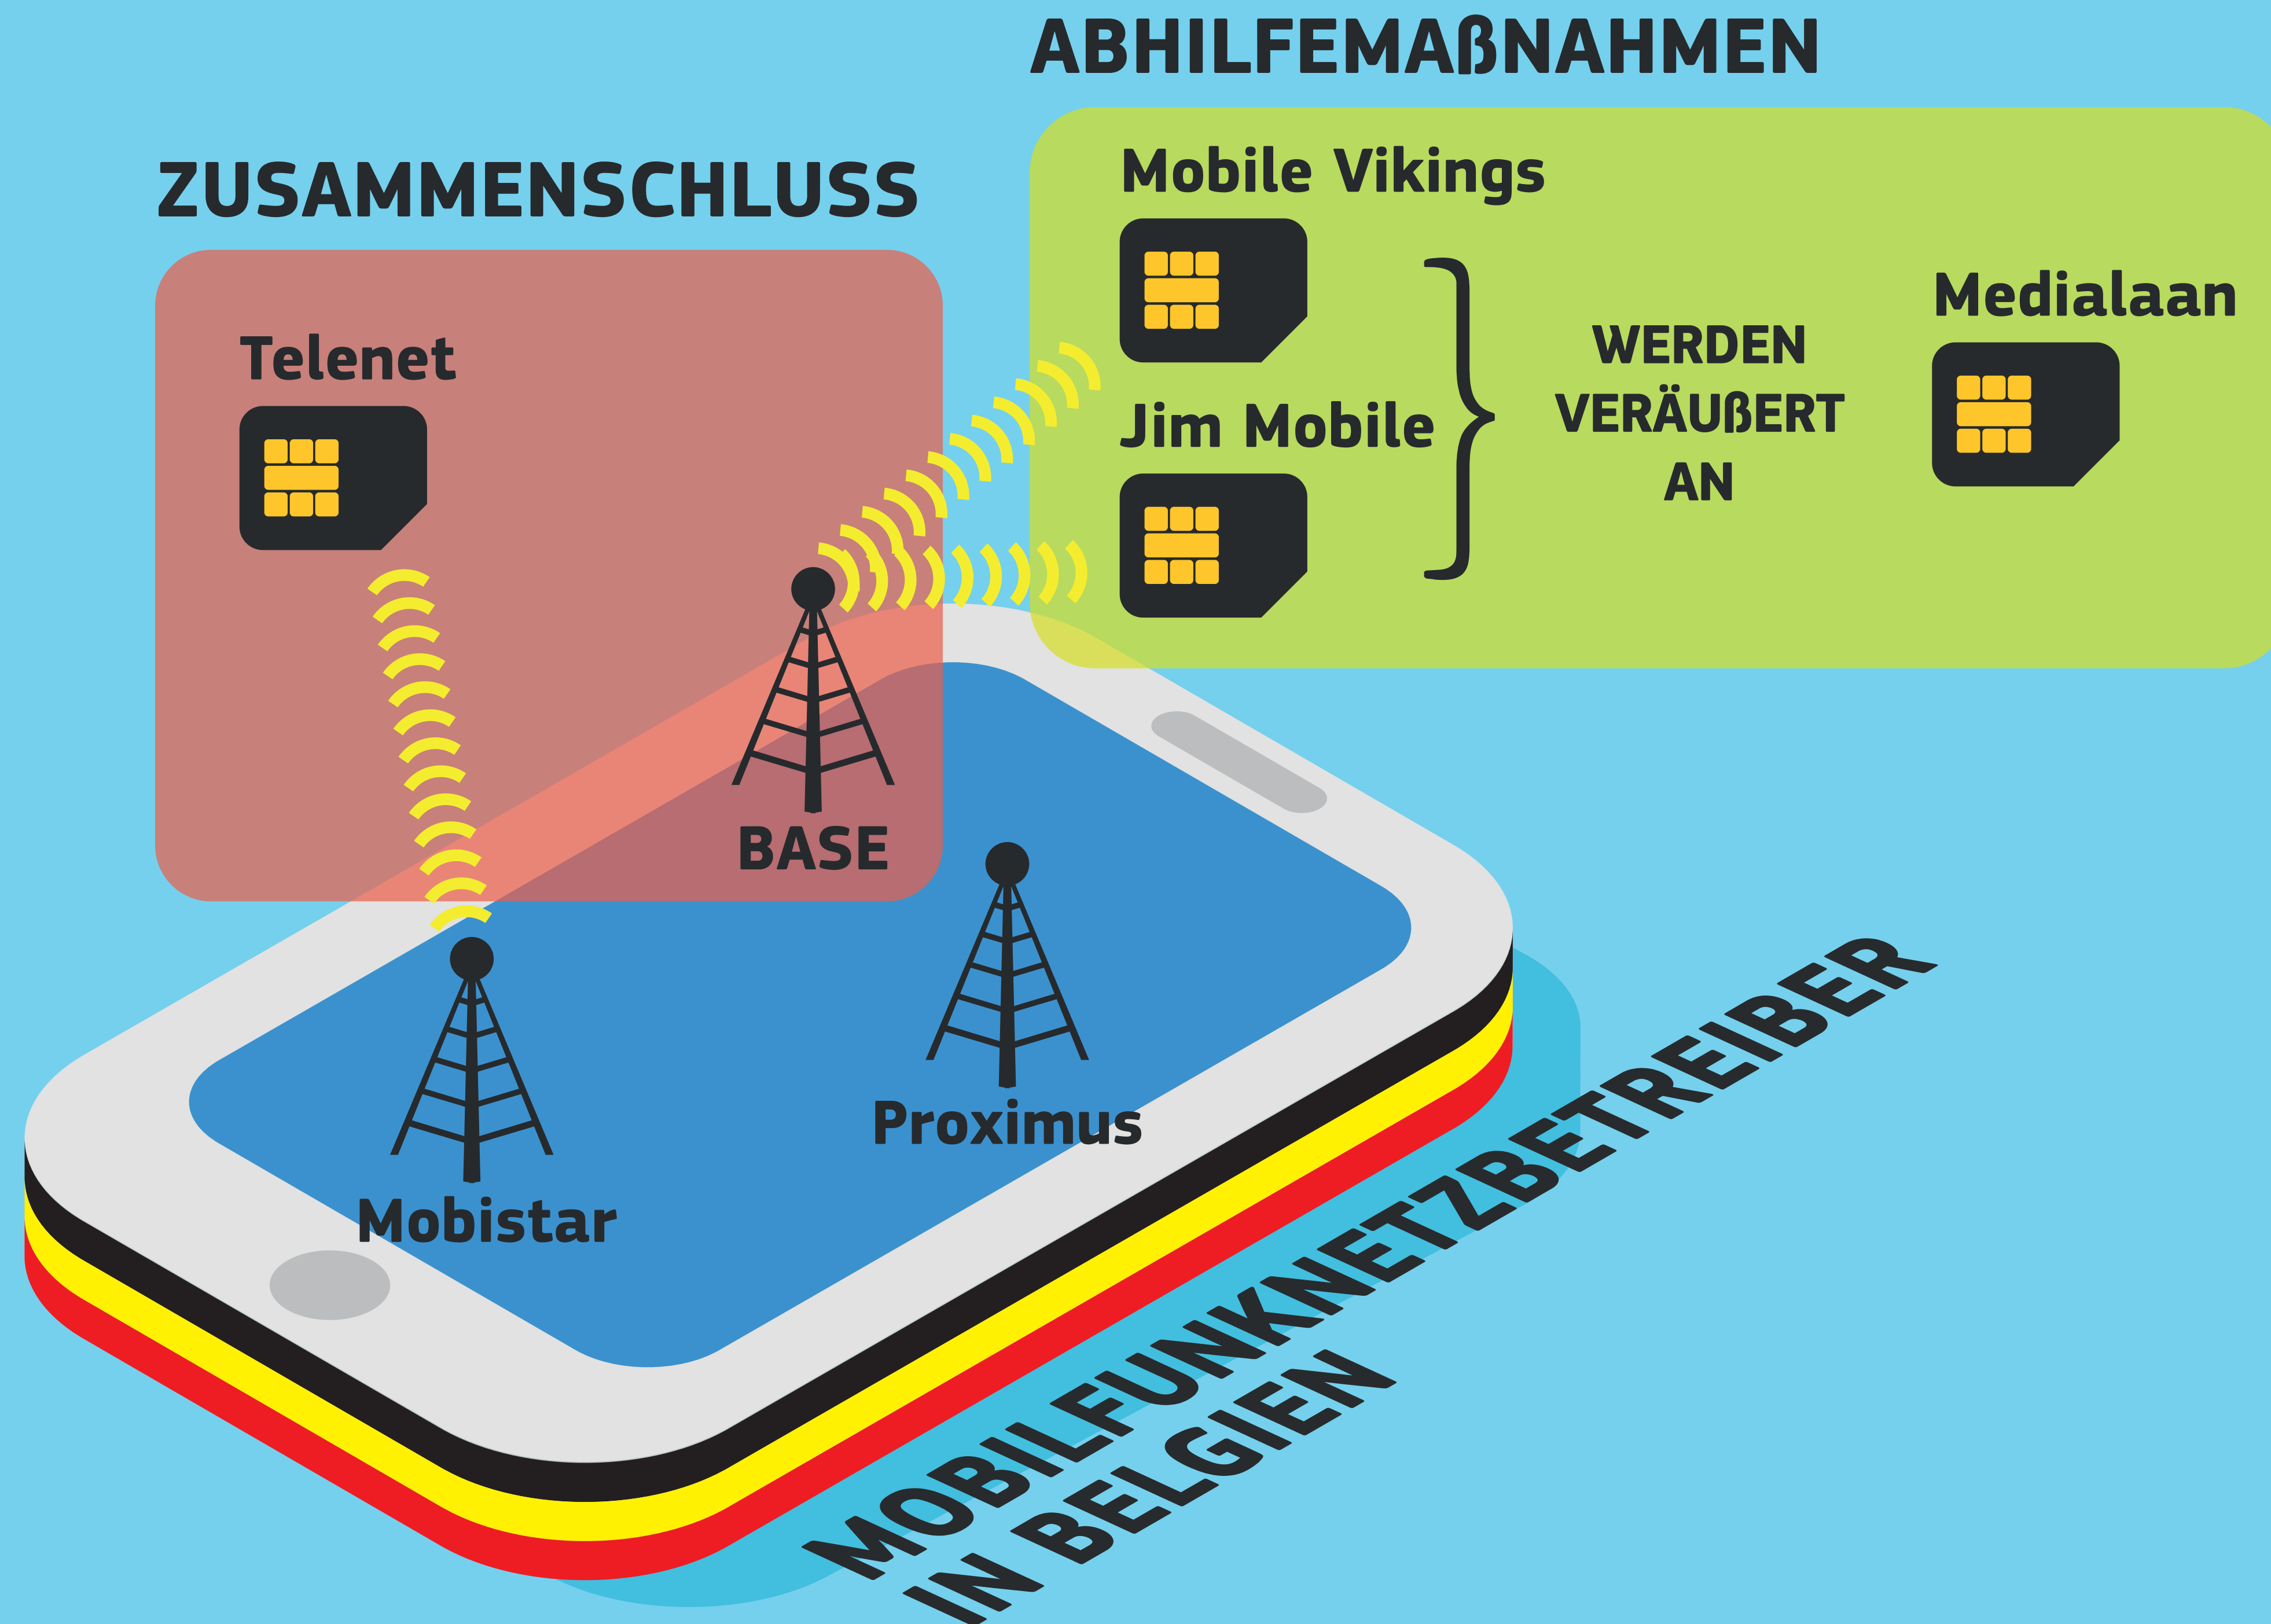 ABHILFEMAßNAHMEN
ZUSAMMENSCHLUSS
Mobile Vikings
Telenet
Jim Mobile
WERDEN
VERÄUßERT
AN
Medialaan
BASE
Proximus
Mobistar
MOBILFUNKNETZBETREIBER
IN BELGIEN